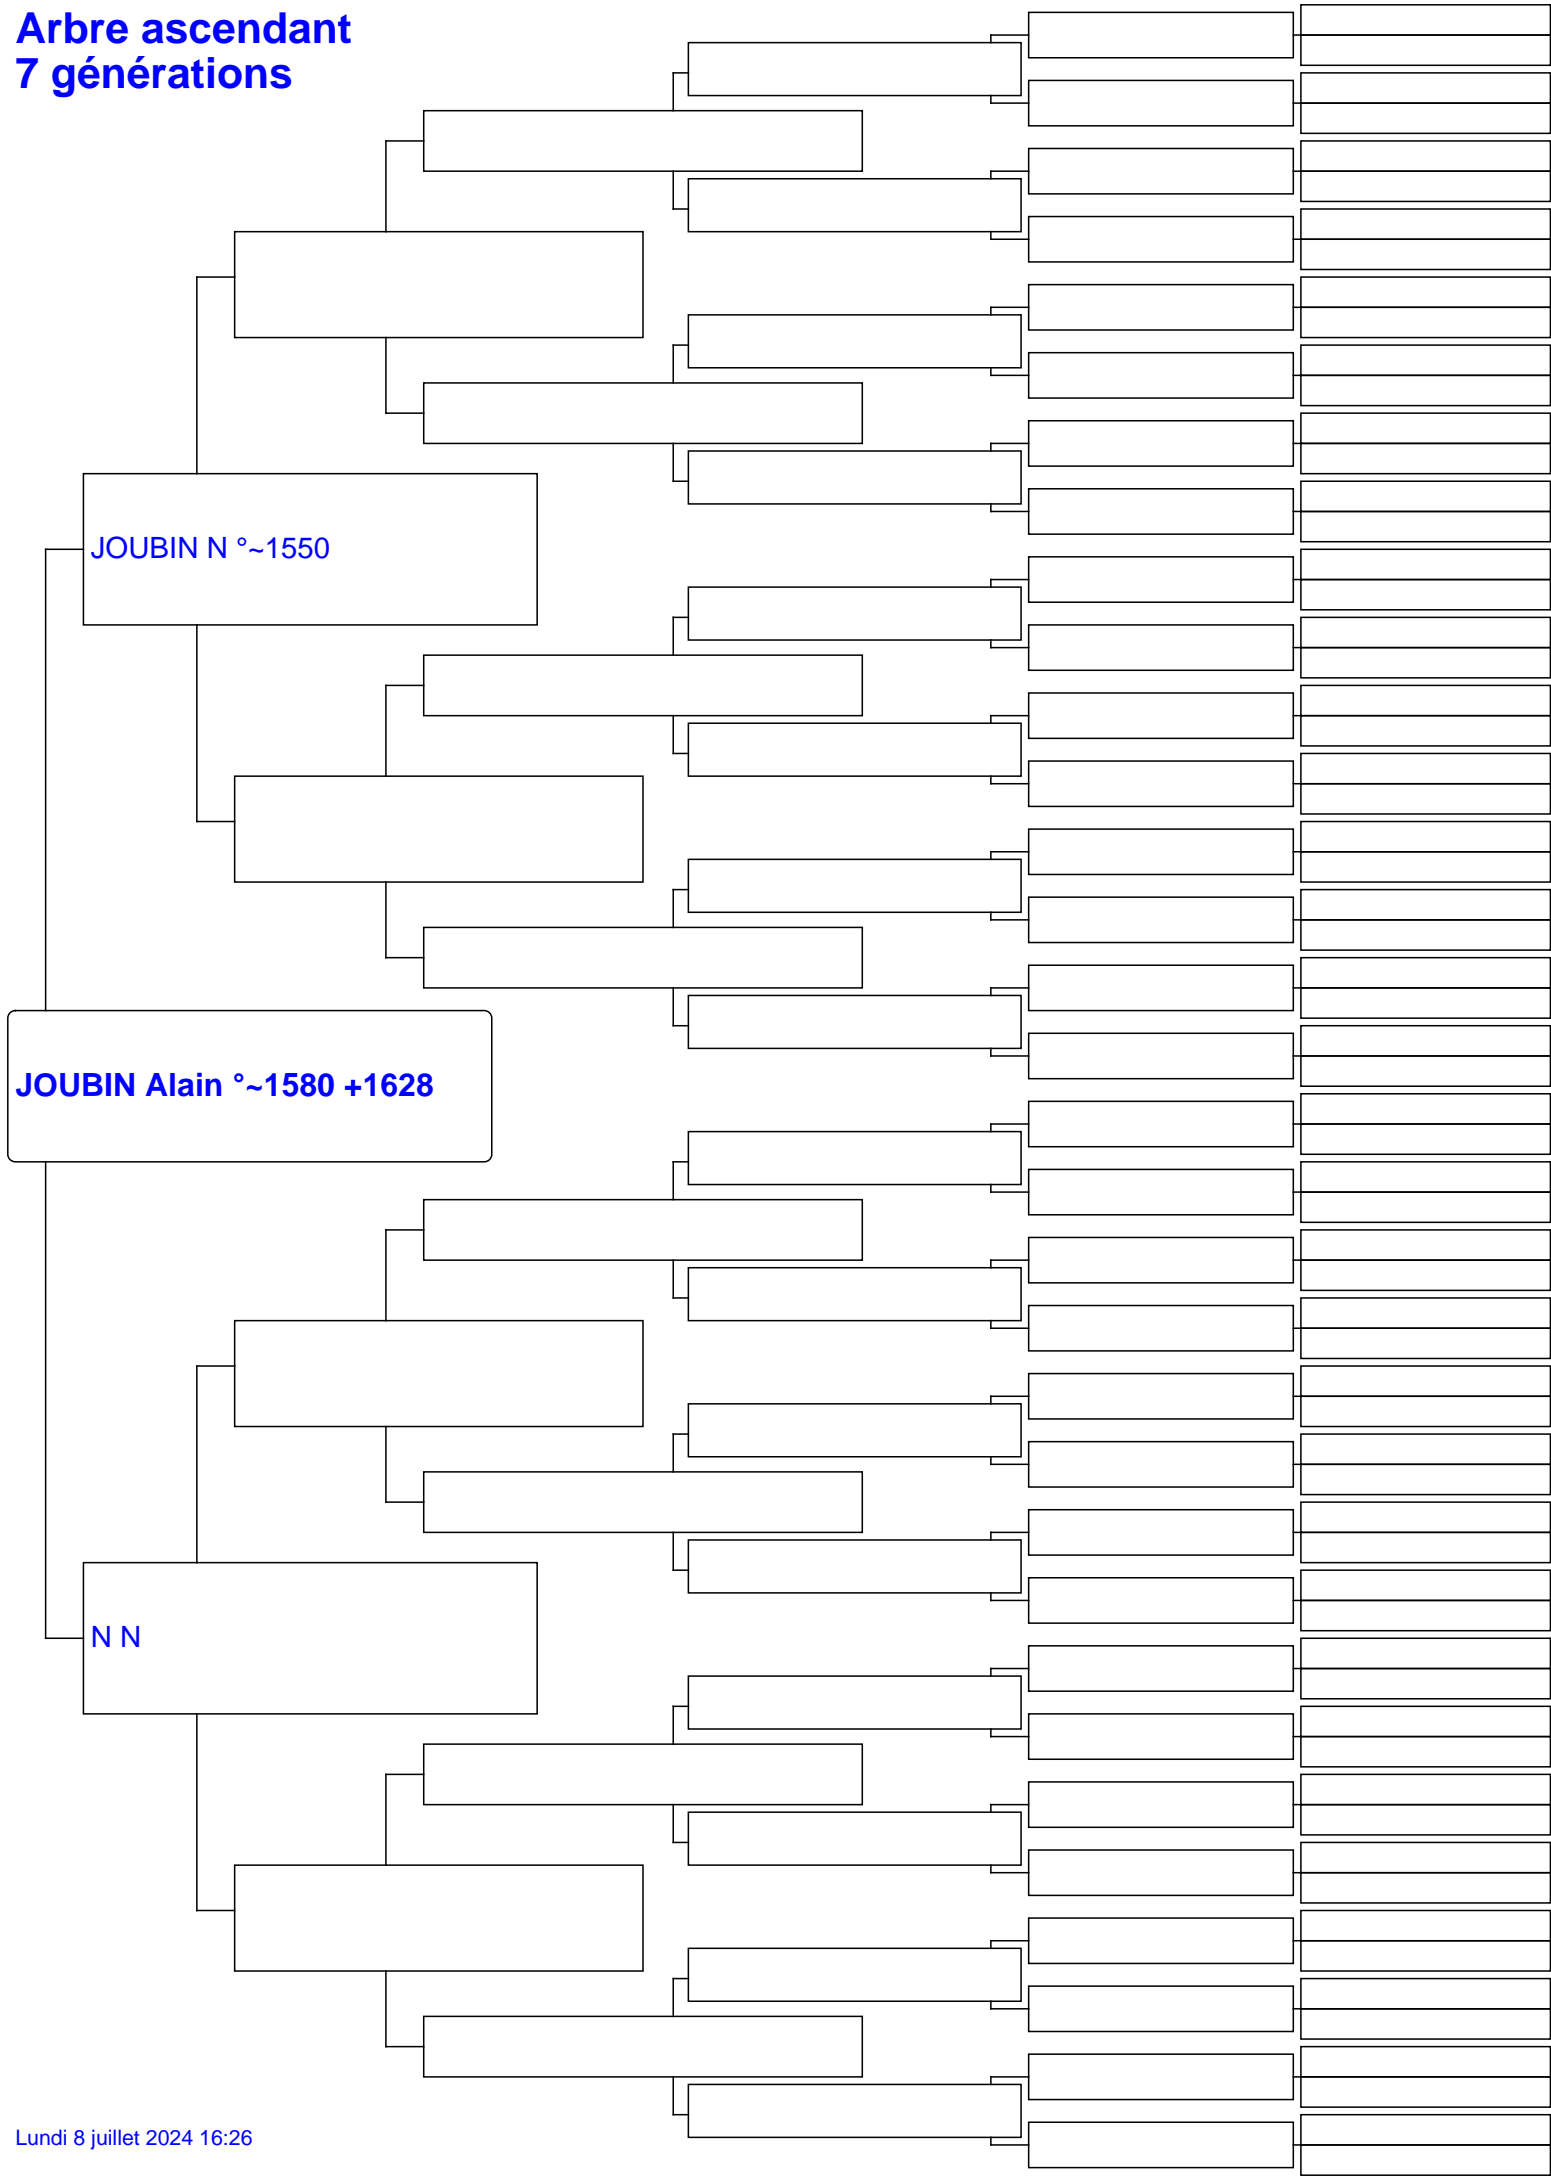 Arbre ascendant
7 générations
JOUBIN N °~1550
JOUBIN Alain °~1580 +1628
N N
Lundi 8 juillet 2024 16:26